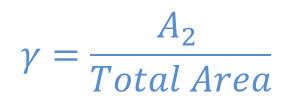 γ = A₂ / Total Area